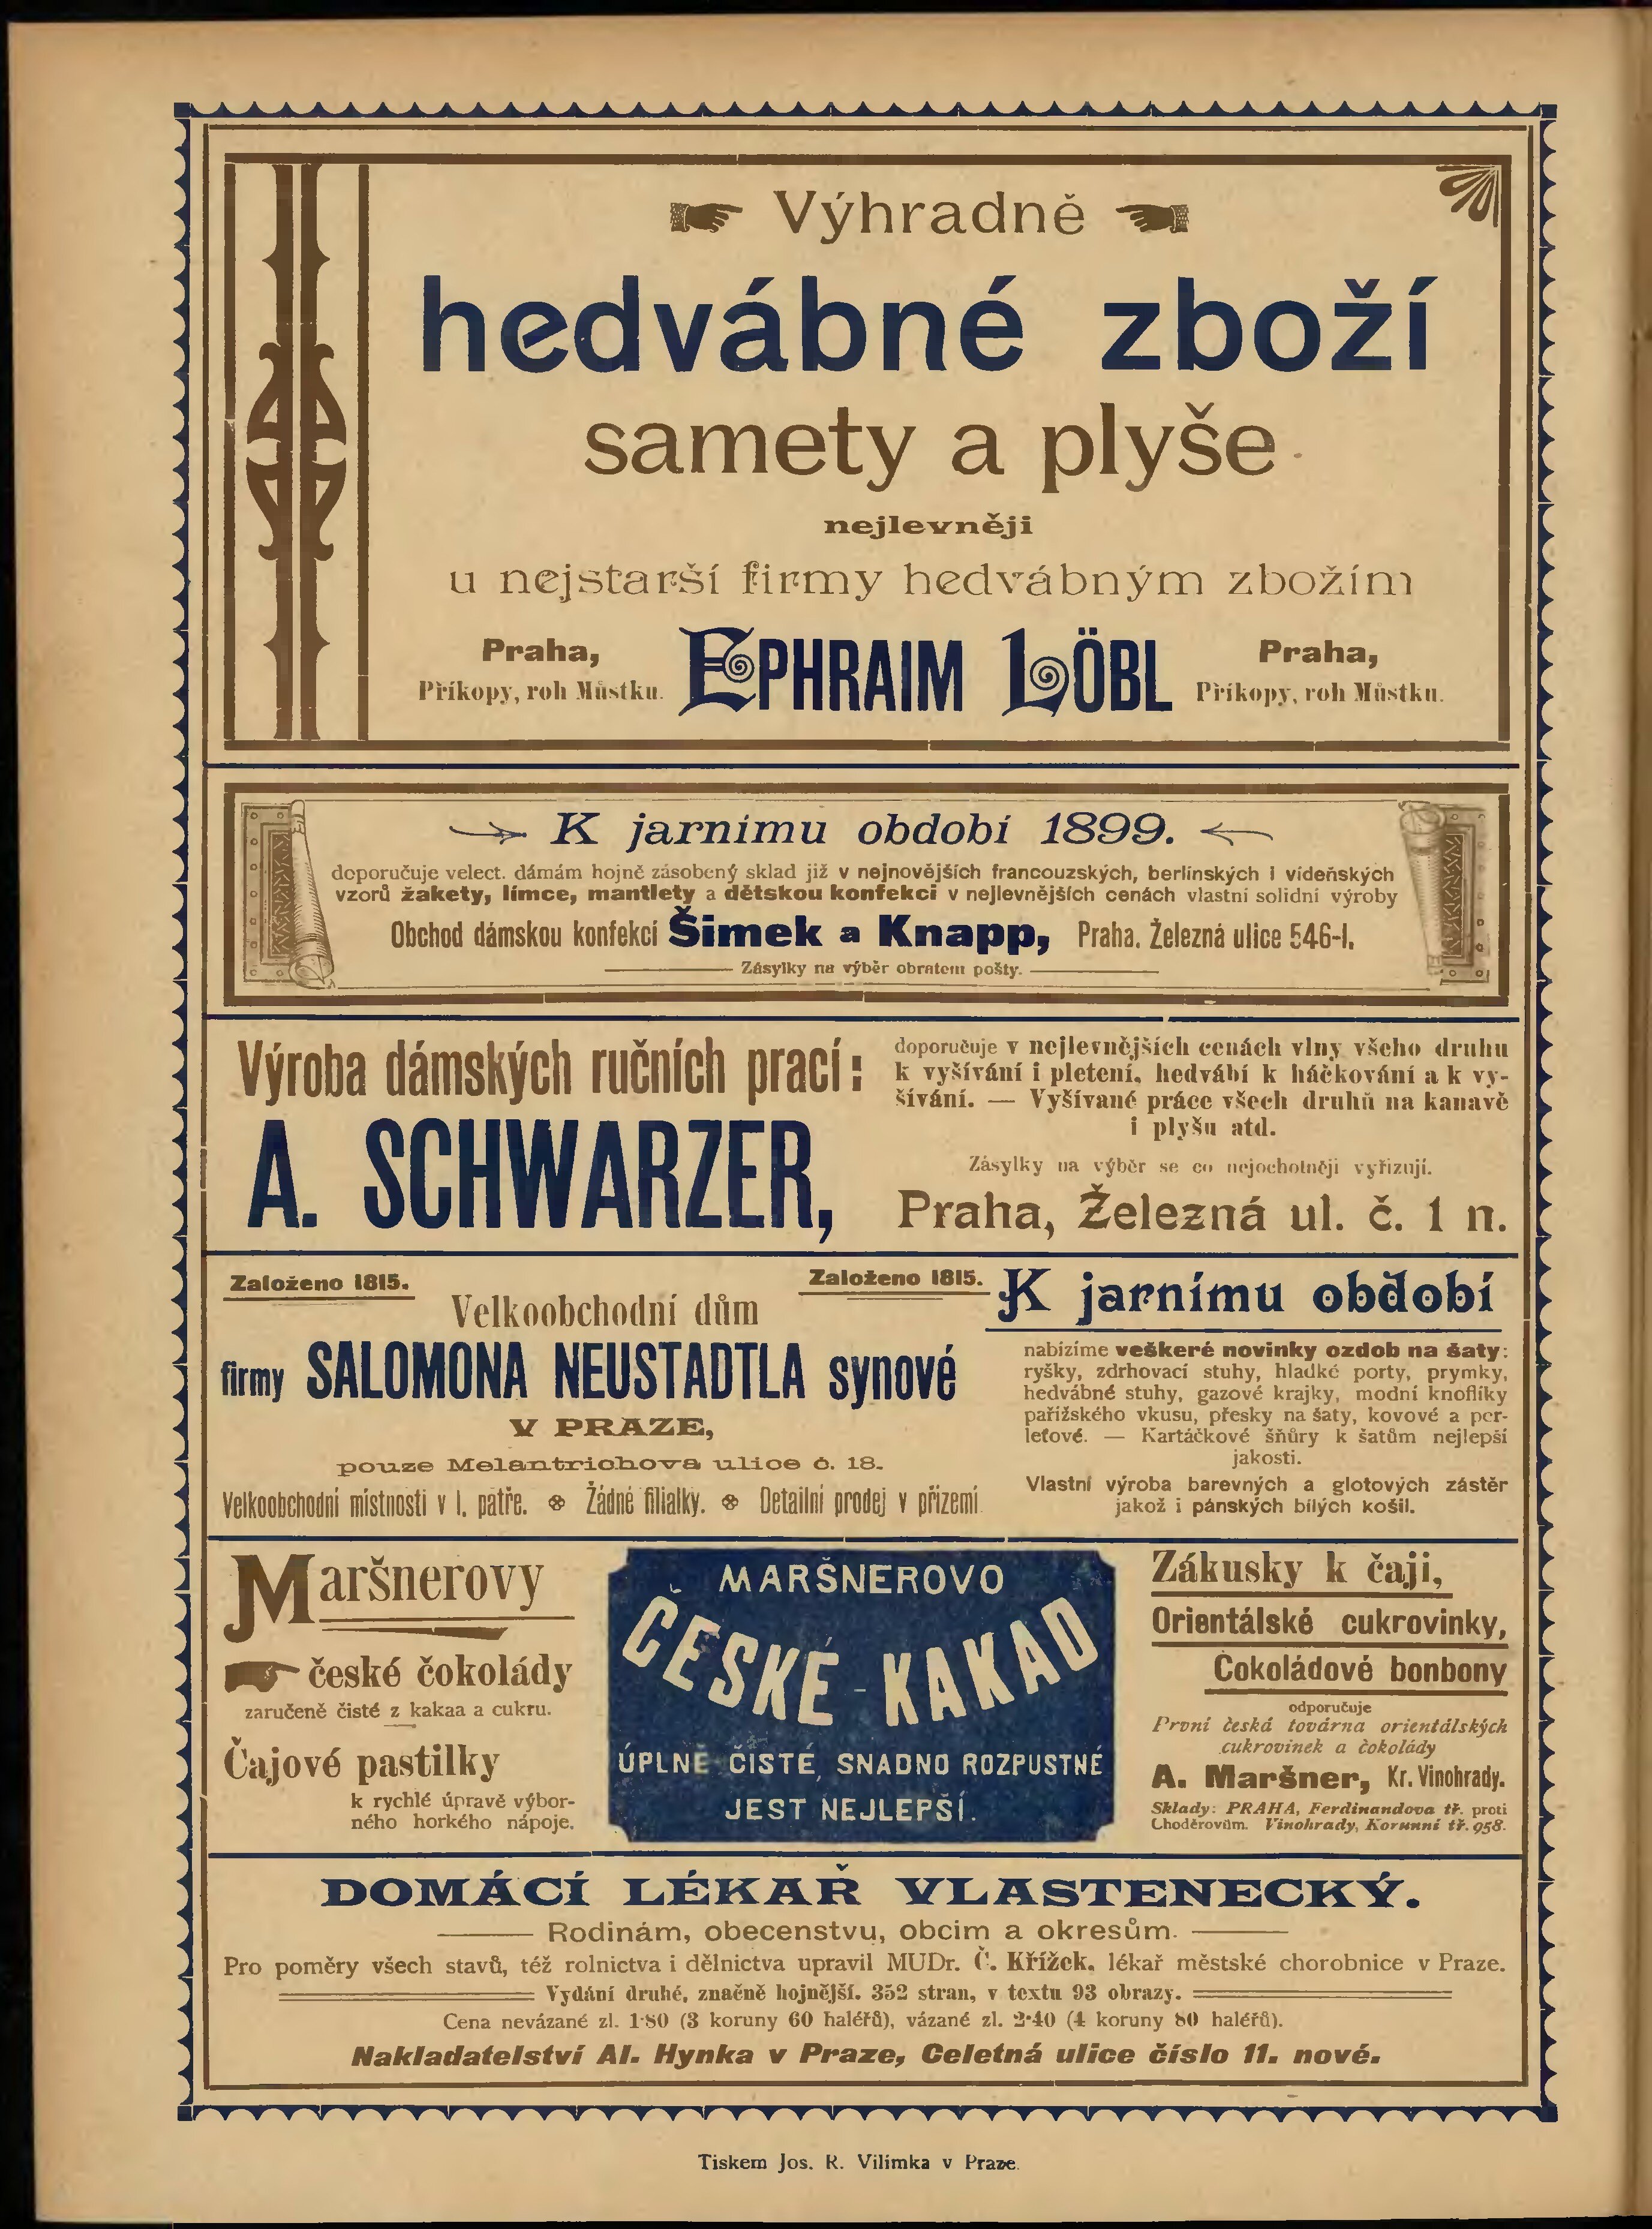 Výhradně
hedvábné zboží
samety a plyše
nejlevněji
u nejstarší firmy hedvábným zbožím
Praha,
Příkopy, roh Můstku.
EPHRAIM LÖBL
Praha,
Příkopy, roh Můstku.
K jarnímu období 1899.
doporučuje velect. dámám hojně zásobený sklad již v nejnovějších francouzských, berlínských i vídeňských
vzorů žakety, límce, mantlety a dětskou konfekci v nejlevnějších cenách vlastní solidní výroby
Obchod dámskou konfekcí Šimek a Knapp, Praha. Železná ulice 546-I.
Zásylky na výběr obratem pošty.
Výroba dámských ručních prací:
A. SCHWARZER,
doporučuje v nejlevnějších cenách vlny všeho druhu
k vyšívání i pletení, hedvábí k háčkování a k vy-
šívání. — Vyšívané práce všech druhů na kanavě
i plyšu atd.
Zásylky na výběr se co nejochotněji vyřizují.
Praha, Železná ul. č. 1 n.
Založeno 1815.
Založeno 1815.
Velkoobchodní dům
firmy SALOMONA NEUSTADTLA synové
V PRAZE,
pouze Melantrichova ulice č. 18.
Velkoobchodní místnosti v I. patře. Žádné filialky. Detailní prodej v přízemí
K jarnímu období
nabízíme veškeré novinky ozdob na šaty:
ryšky, zdrhovací stuhy, hladké porty, prymky,
hedvábné stuhy, gazové krajky, modní knoflíky
pařížského vkusu, přesky na šaty, kovové a per-
leťové. — Kartáčkové šňůry k šatům nejlepší
jakosti.
Vlastní výroba barevných a glotových zástěr
jakož i pánských bílých košil.
Maršnerovy
české čokolády
zaručeně čisté z kakaa a cukru.
Čajové pastilky
k rychlé úpravě výbor-
ného horkého nápoje.
MARŠNEROVO
ČESKÉ - KAKAO
ÚPLNĚ ČISTÉ, SNADNO ROZPUSTNÉ
JEST NEJLEPŠÍ.
Zákusky k čaji,
Orientálské cukrovinky,
Čokoládové bonbony
odporučuje
První česká továrna orientálských
cukrovinek a čokolády
A. Maršner, Kr. Vinohrady.
Sklady: PRAHA, Ferdinandova tř. proti
Choděrovům. Vinohrady, Korunní tř. 958.
DOMÁCÍ LÉKAŘ VLASTENECKÝ.
Rodinám, obecenstvu, obcím a okresům.
Pro poměry všech stavů, též rolnictva i dělnictva upravil MUDr. Č. Křížek, lékař městské chorobnice v Praze.
Vydání druhé, značně hojnější. 352 stran, v textu 93 obrazy.
Cena nevázané zl. 1·80 (3 koruny 60 haléřů), vázané zl. 2·40 (4 koruny 80 haléřů).
Nakladatelství Al. Hynka v Praze, Celetná ulice číslo 11. nové.
Tiskem Jos. R. Vilímka v Praze.